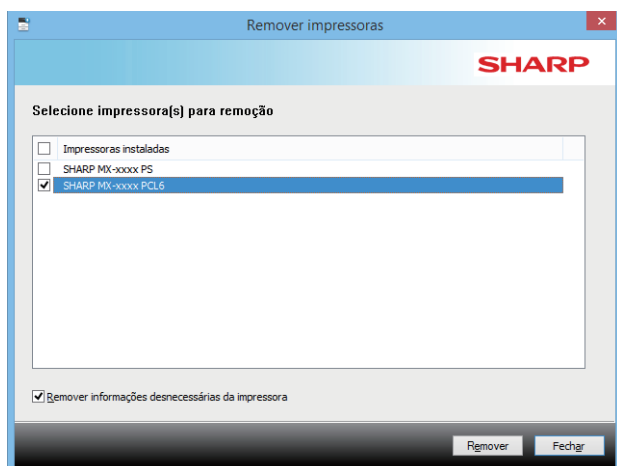 Remover impressoras
SHARP
Selecione impressora(s) para remoção
Impressoras instaladas
SHARP MX-xxxx PS
SHARP MX-xxxx PCL6
Remover informações desnecessárias da impressora
Remover Fechar